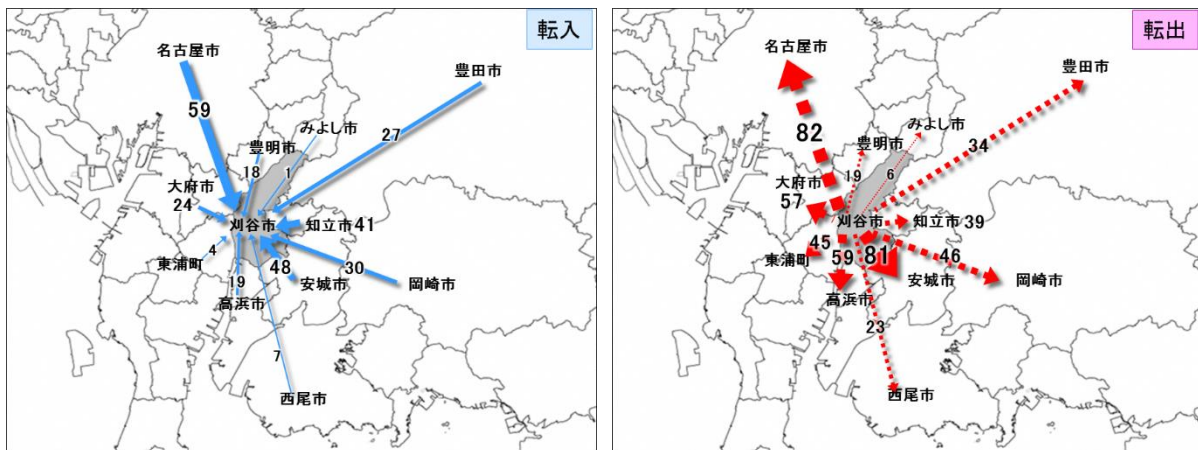 転入
名古屋市
豊田市
59
27
みよし市
豊明市
18
1
大府市
24
刈谷市
知立市 41
4
東浦町
48
30
安城市
岡崎市
19
高浜市
7
西尾市
転出
名古屋市
豊田市
82
みよし市
豊明市
34
19
6
大府市
57
刈谷市
知立市 39
45
59
81
46
東浦町
安城市
岡崎市
高浜市
23
西尾市